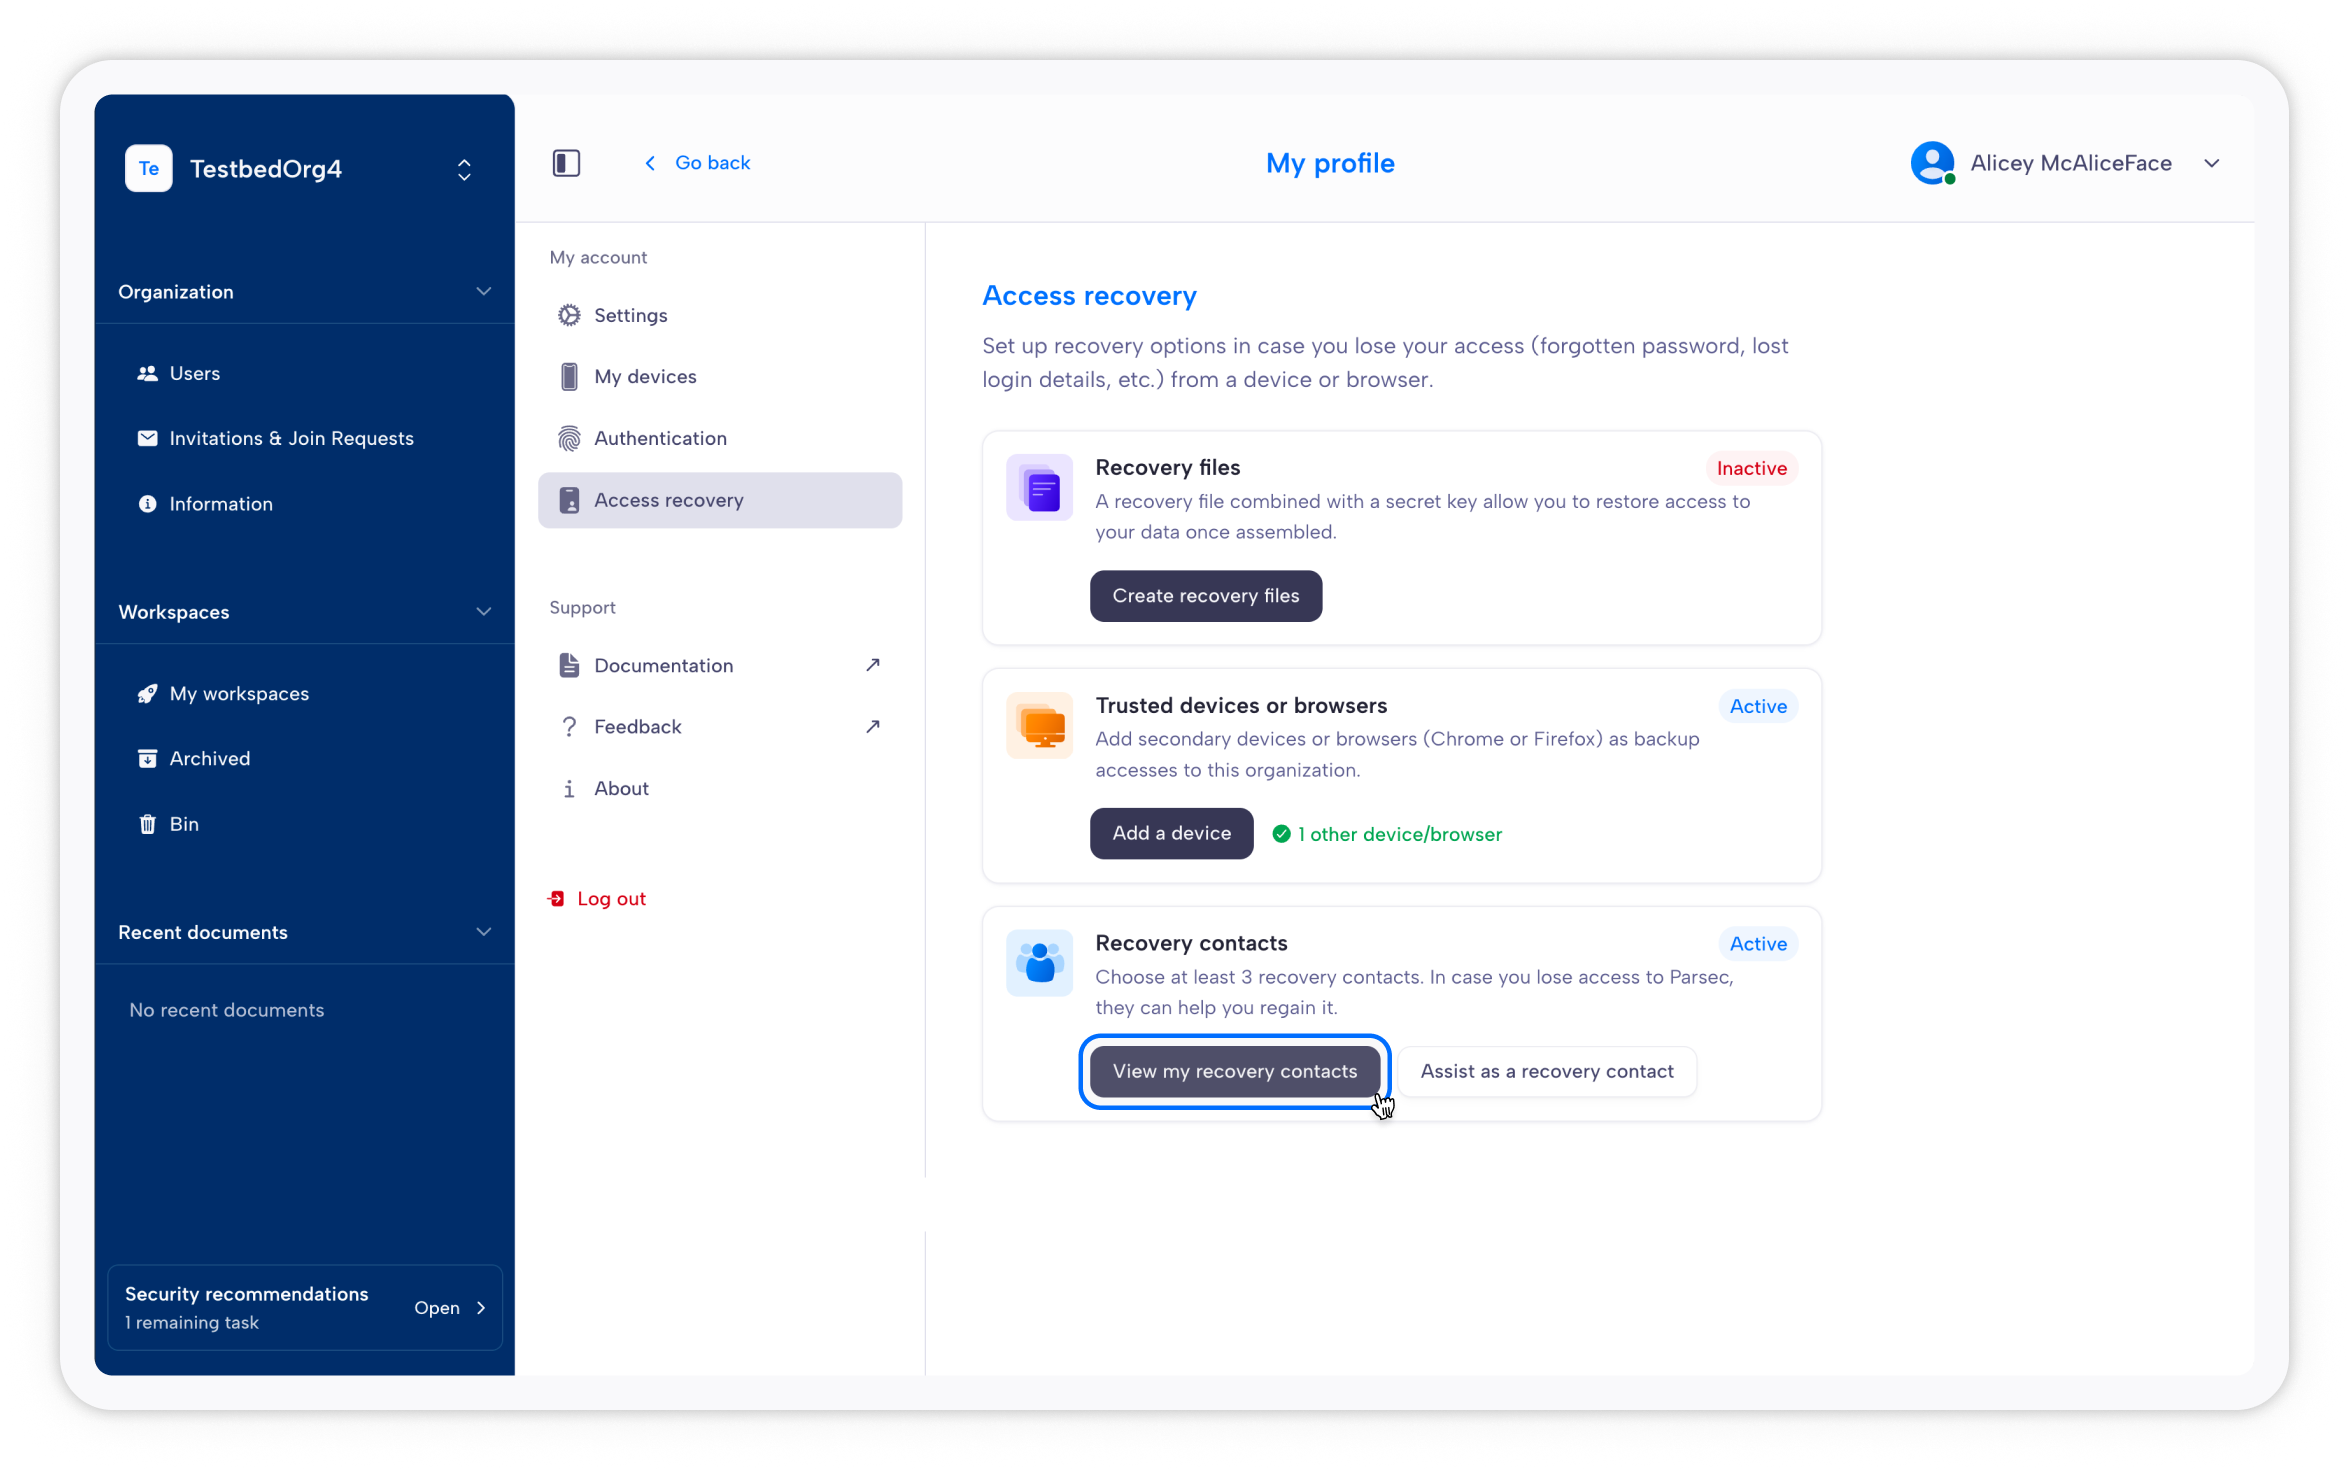 Te
TestbedOrg4
Organization
Users
Invitations & Join Requests
Information
Workspaces
My workspaces
Archived
Bin
Recent documents
No recent documents
Security recommendations
1 remaining task
Open
Go back
My profile
Alicey McAliceFace
My account
Settings
My devices
Authentication
Access recovery
Support
Documentation
Feedback
About
Log out
Access recovery
Set up recovery options in case you lose your access (forgotten password, lost
login details, etc.) from a device or browser.
Recovery files
Inactive
A recovery file combined with a secret key allow you to restore access to
your data once assembled.
Create recovery files
Trusted devices or browsers
Active
Add secondary devices or browsers (Chrome or Firefox) as backup
accesses to this organization.
Add a device
1 other device/browser
Recovery contacts
Active
Choose at least 3 recovery contacts. In case you lose access to Parsec,
they can help you regain it.
View my recovery contacts
Assist as a recovery contact